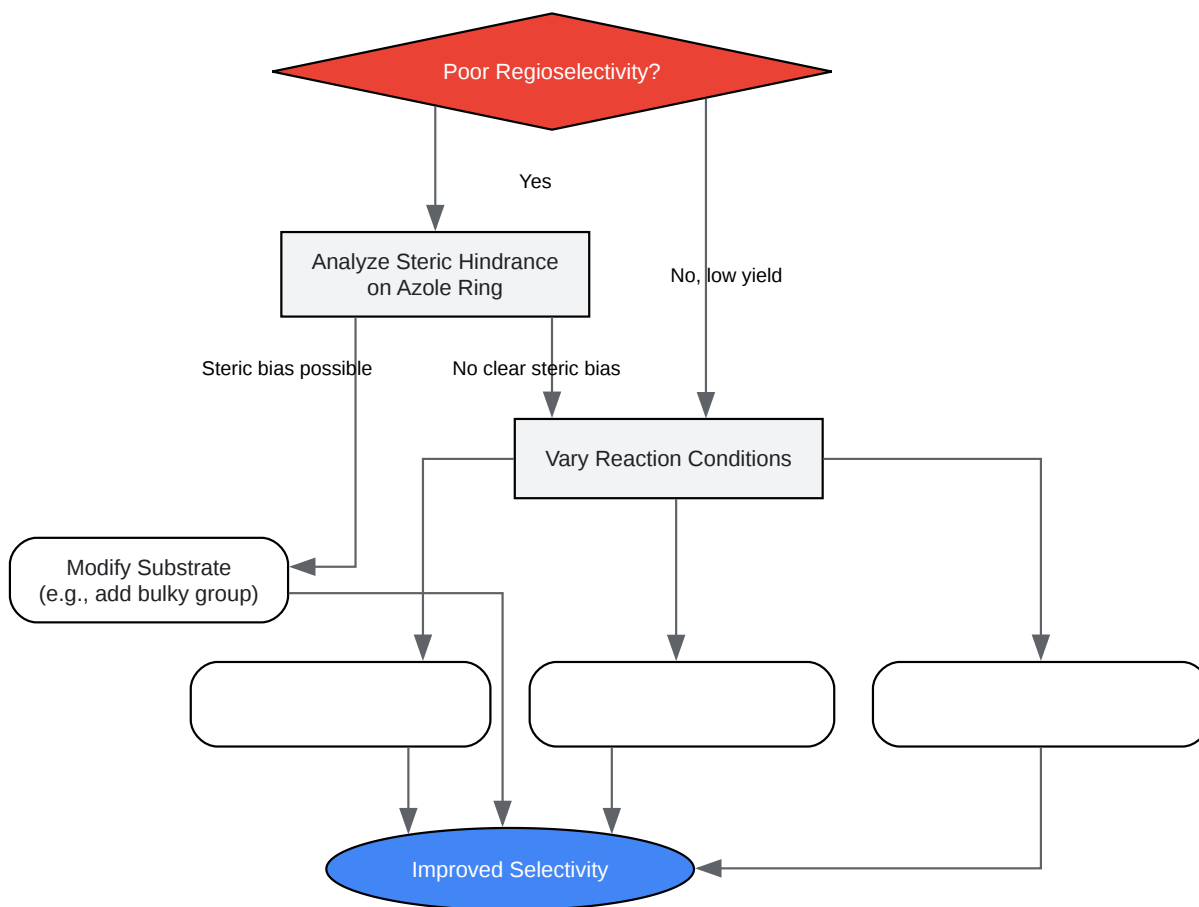 Poor Regioselectivity?
Yes
Analyze Steric Hindrance
on Azole Ring
No, low yield
Steric bias possible
No clear steric bias
Vary Reaction Conditions
Modify Substrate
(e.g., add bulky group)
Improved Selectivity